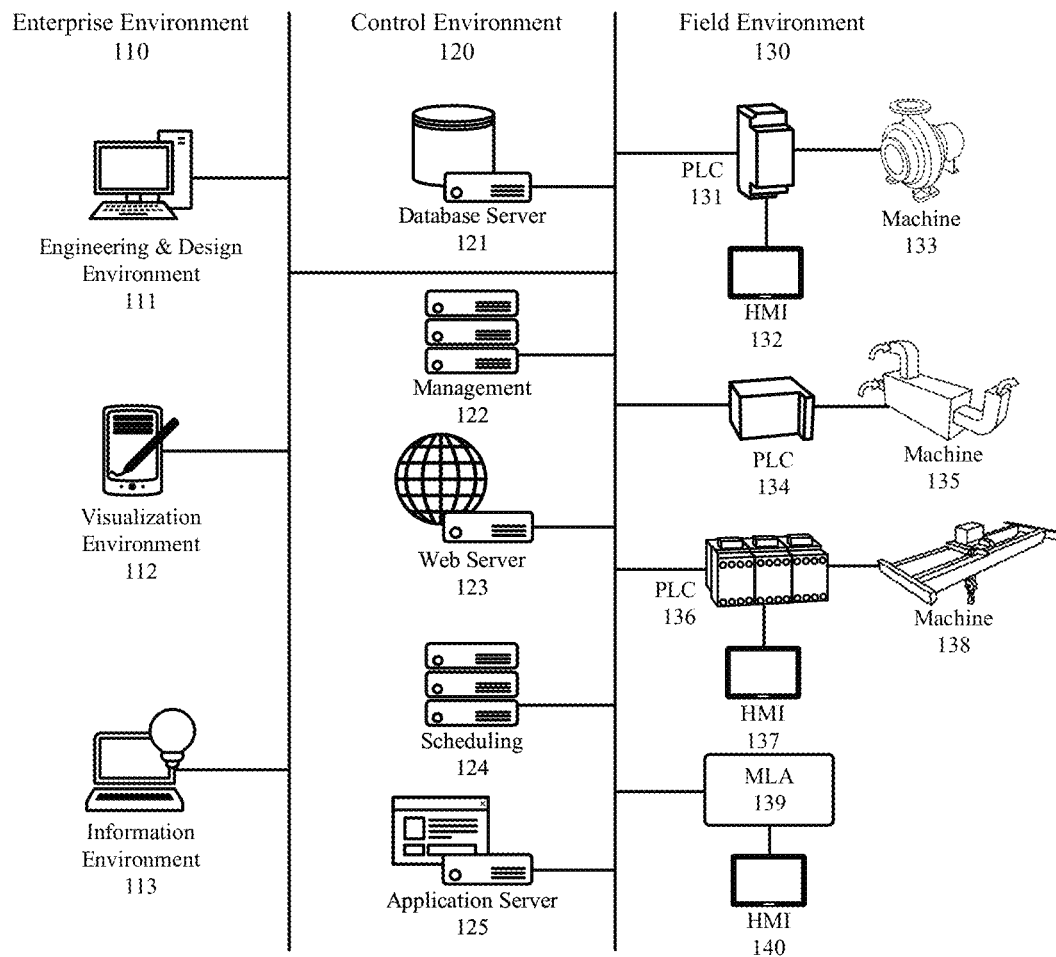 Enterprise Environment
110
Engineering & Design
Environment
111
Visualization
Environment
112
Information
Environment
113
Control Environment
120
Database Server
121
Management
122
Web Server
123
Scheduling
124
Application Server
125
Field Environment
130
PLC
131
HMI
132
Machine
133
PLC
134
Machine
135
PLC
136
HMI
137
Machine
138
MLA
139
HMI
140